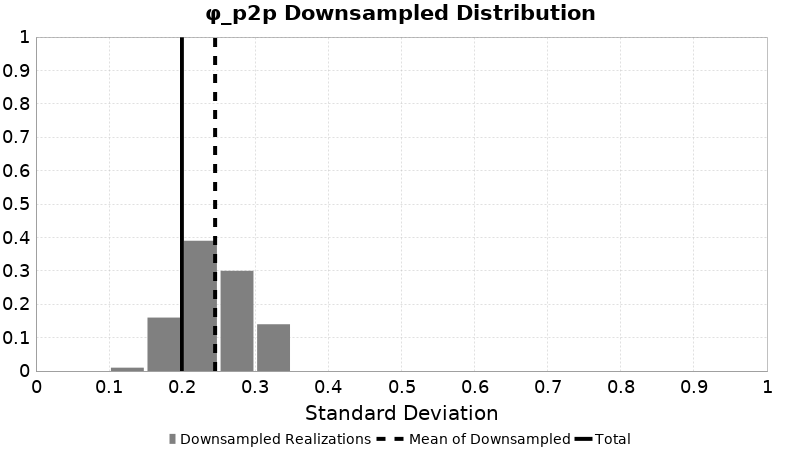 φ_p2p Downsampled Distribution
1
0.9
0.8
0.7
0.6
0.5
0.4
0.3
0.2
0.1
0
0 0.1 0.2 0.3 0.4 0.5 0.6 0.7 0.8 0.9 1
Standard Deviation
Downsampled Realizations Mean of Downsampled Total